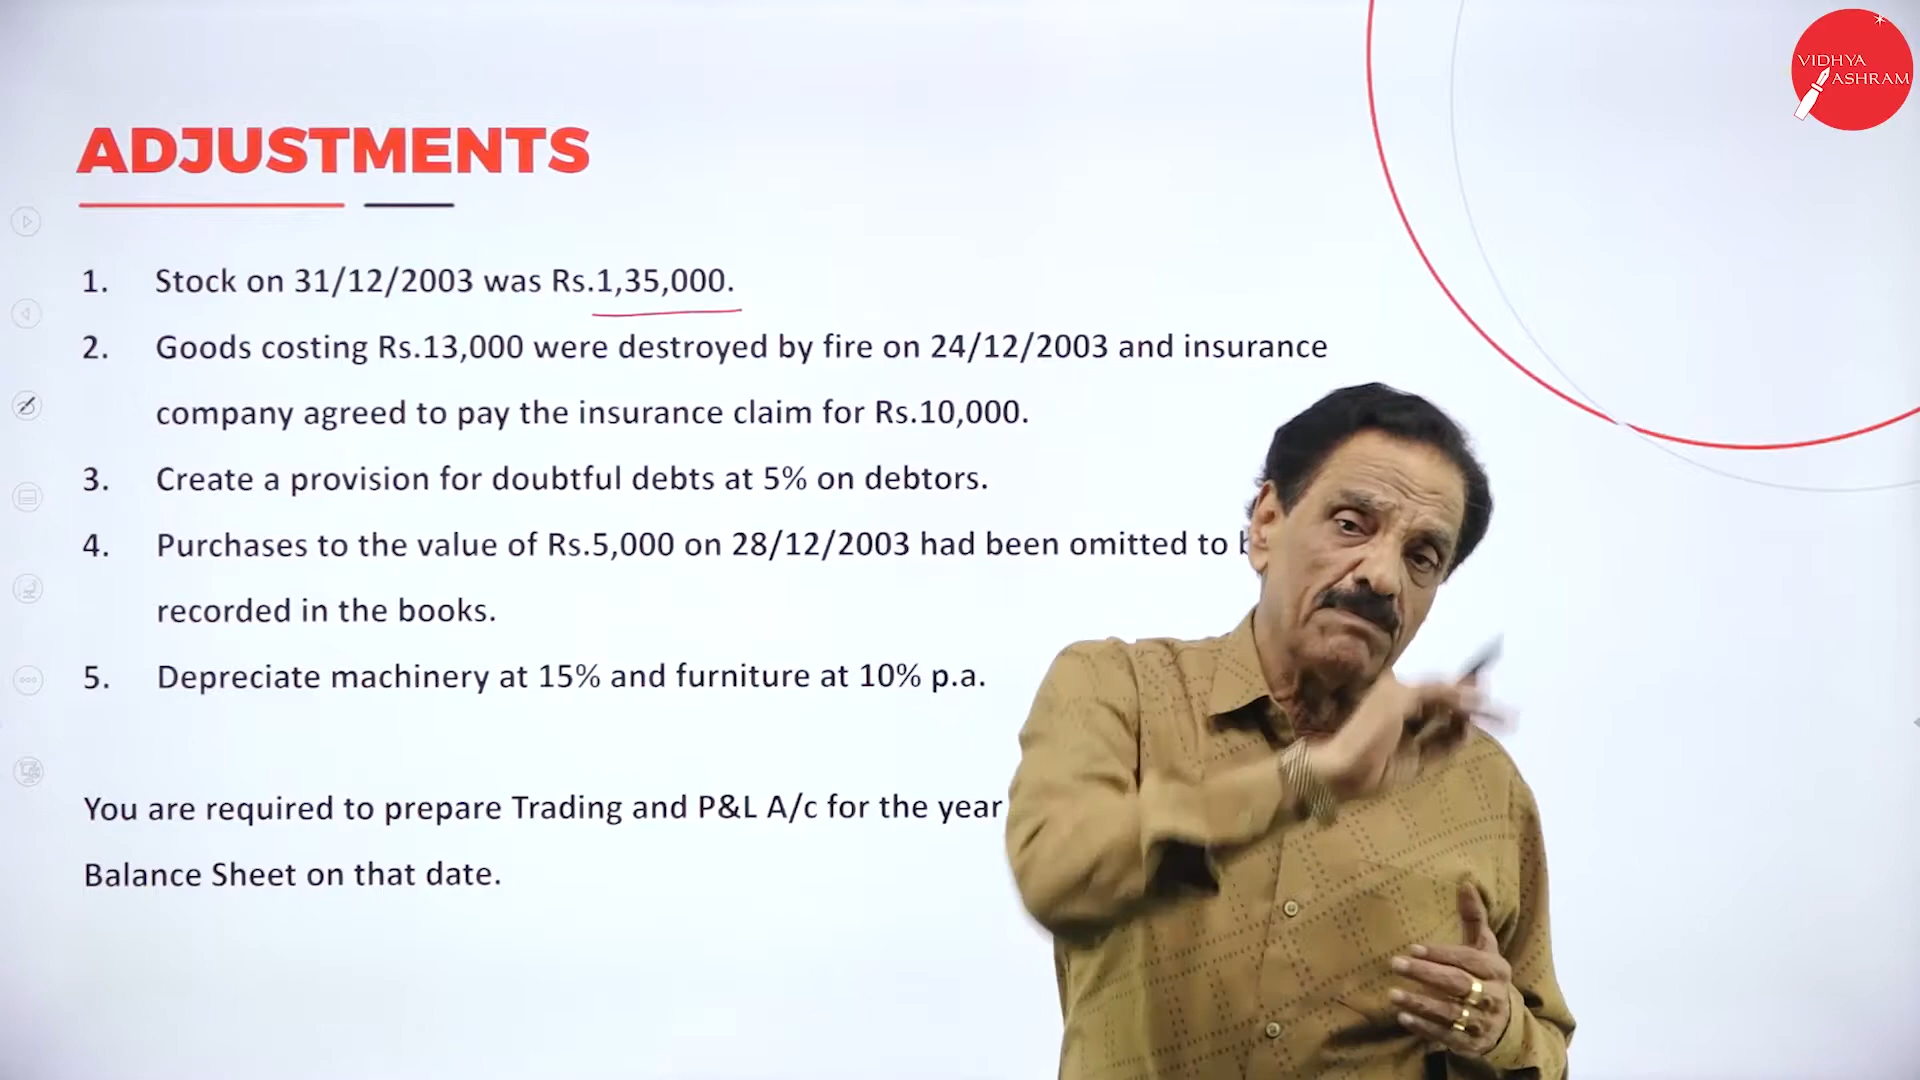 VIDHYA
ASHRAM
ADJUSTMENTS
1. Stock on 31/12/2003 was Rs.1,35,000.
2. Goods costing Rs.13,000 were destroyed by fire on 24/12/2003 and insurance
company agreed to pay the insurance claim for Rs.10,000.
3. Create a provision for doubtful debts at 5% on debtors.
4. Purchases to the value of Rs.5,000 on 28/12/2003 had been omitted to
recorded in the books.
5. Depreciate machinery at 15% and furniture at 10% p.a.
You are required to prepare Trading and P&L A/c for the year
Balance Sheet on that date.